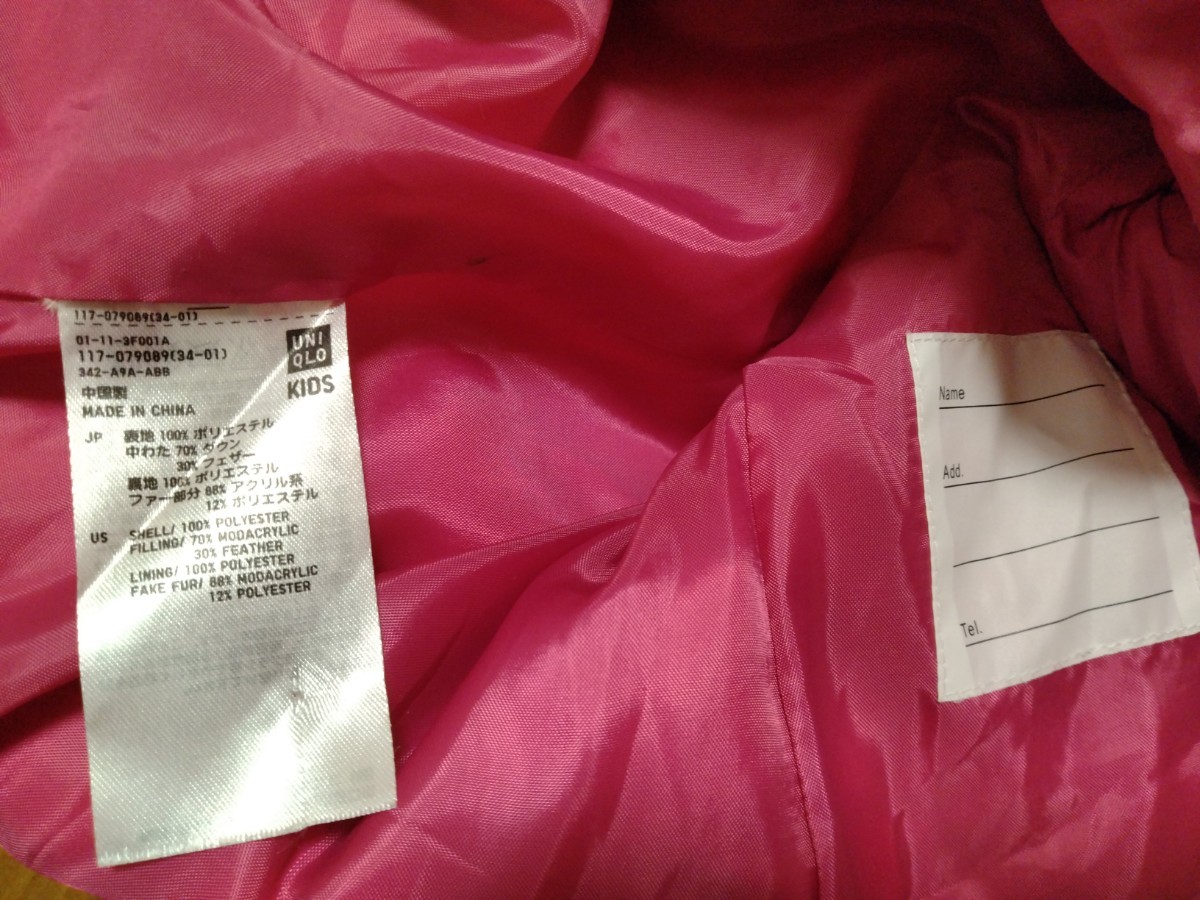 117-079089(34-01)
01-11-3F001A
117-079089(34-01)
342-A9A-ABB
UNI
QLO
KIDS
中国製
MADE IN CHINA
JP 表地 100% ポリエステル
中わた 70% ダウン
30% フェザー
裏地 100% ポリエステル
ファー部分 88% アクリル系
12% ポリエステル
US SHELL/ 100% POLYESTER
FILLING/ 70% MODACRYLIC
30% FEATHER
LINING/ 100% POLYESTER
FAKE FUR/ 88% MODACRYLIC
12% POLYESTER
Name
Add.
Tel.